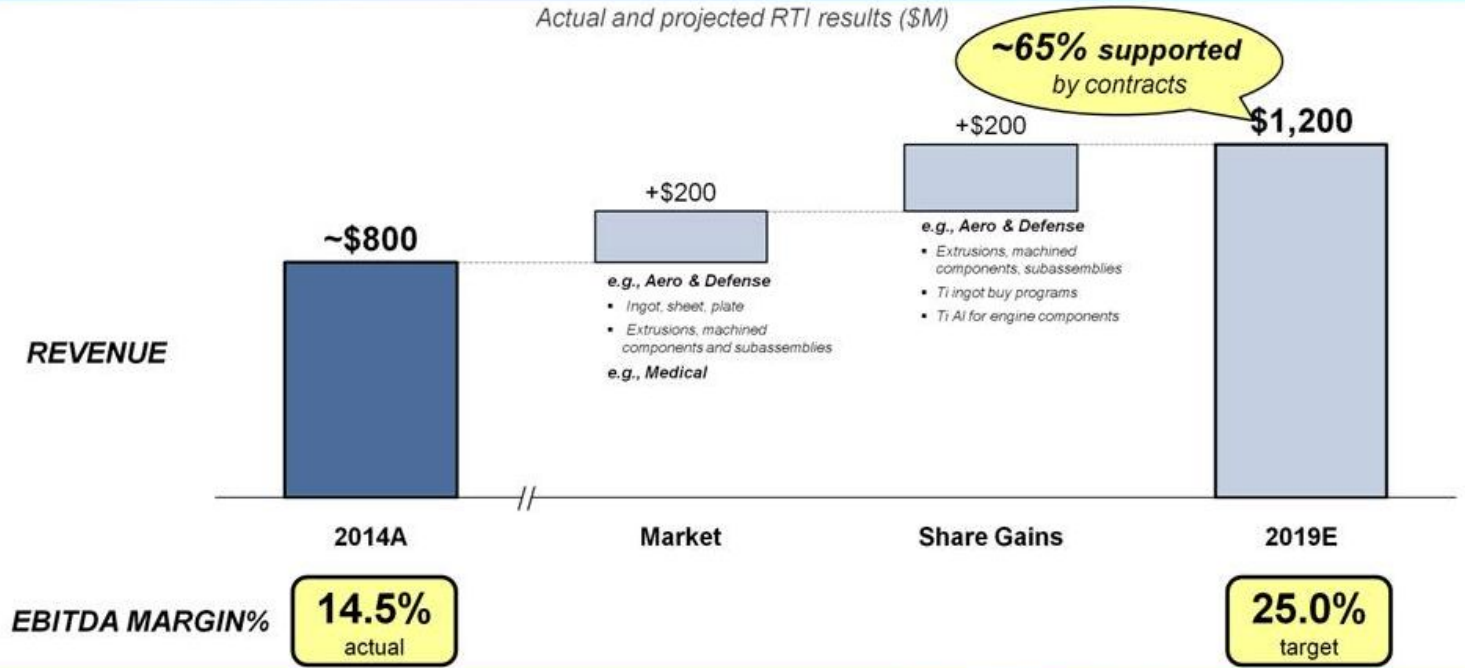 Actual and projected RTI results ($M)
~65% supported
by contracts
$1,200
+$200
+$200
~$800
e.g., Aero & Defense
▪ Ingot, sheet, plate
▪ Extrusions, machined
components and subassemblies
e.g., Medical
e.g., Aero & Defense
▪ Extrusions, machined
components, subassemblies
▪ Ti ingot buy programs
▪ Ti Al for engine components
REVENUE
//
2014A
Market
Share Gains
2019E
EBITDA MARGIN%
14.5%
actual
25.0%
target